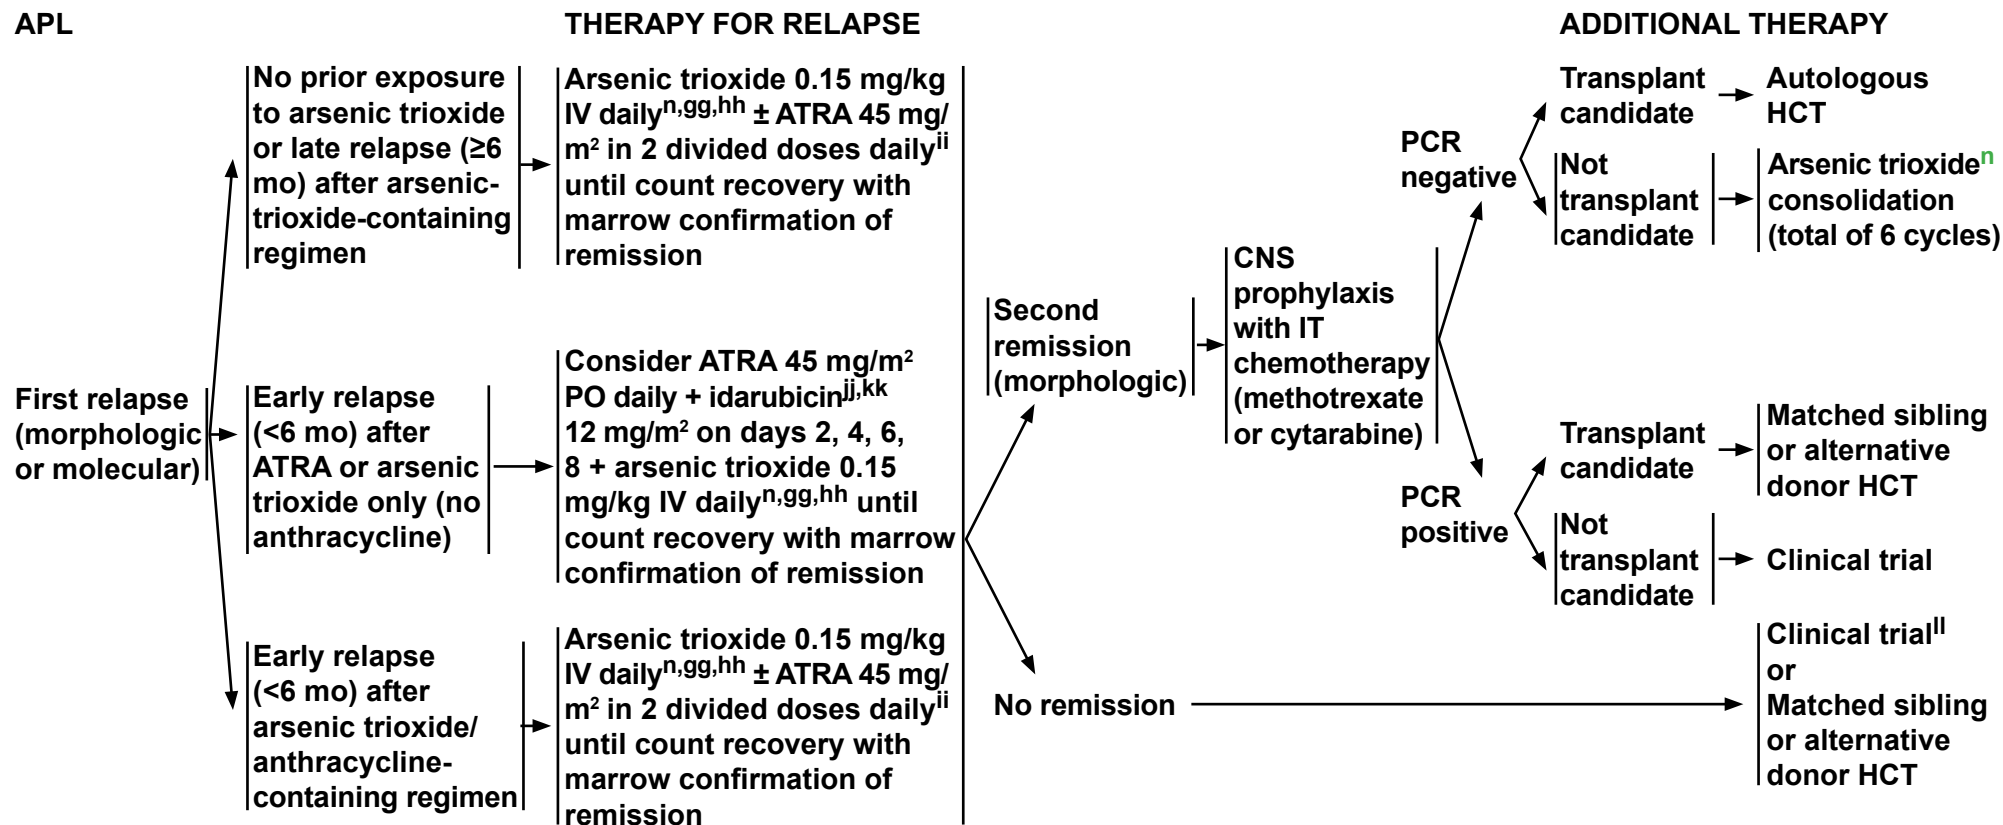 APL
THERAPY FOR RELAPSE
ADDITIONAL THERAPY
First relapse
(morphologic
or molecular)
No prior exposure
to arsenic trioxide
or late relapse (≥6
mo) after arsenic-
trioxide-containing
regimen
Arsenic trioxide 0.15 mg/kg
IV dailyⁿ,gg,hh ± ATRA 45 mg/
m² in 2 divided doses dailyii
until count recovery with
marrow confirmation of
remission
Early relapse
(<6 mo) after
ATRA or arsenic
trioxide only (no
anthracycline)
Consider ATRA 45 mg/m²
PO daily + idarubicinjj,kk
12 mg/m² on days 2, 4, 6,
8 + arsenic trioxide 0.15
mg/kg IV dailyⁿ,gg,hh until
count recovery with marrow
confirmation of remission
Early relapse
(<6 mo) after
arsenic trioxide/
anthracycline-
containing regimen
Arsenic trioxide 0.15 mg/kg
IV dailyⁿ,gg,hh ± ATRA 45 mg/
m² in 2 divided doses dailyii
until count recovery with
marrow confirmation of
remission
Second
remission
(morphologic)
CNS
prophylaxis
with IT
chemotherapy
(methotrexate
or cytarabine)
PCR
negative
Transplant
candidate
Autologous
HCT
Not
transplant
candidate
Arsenic trioxideⁿ
consolidation
(total of 6 cycles)
PCR
positive
Transplant
candidate
Matched sibling
or alternative
donor HCT
Not
transplant
candidate
Clinical trial
No remission
Clinical trialll
or
Matched sibling
or alternative
donor HCT